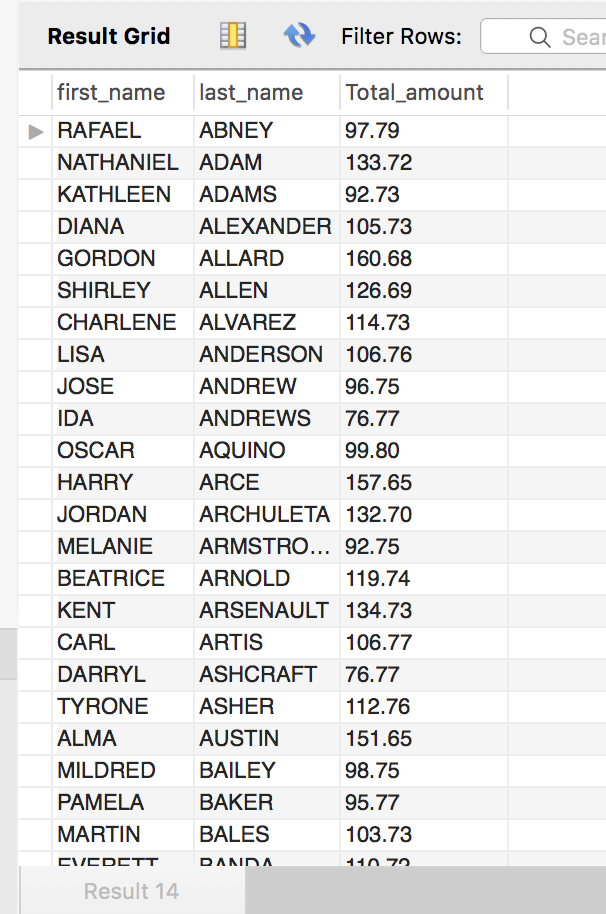 Result Grid Filter Rows: Sear
first_name last_name Total_amount
RAFAEL ABNEY 97.79
NATHANIEL ADAM 133.72
KATHLEEN ADAMS 92.73
DIANA ALEXANDER 105.73
GORDON ALLARD 160.68
SHIRLEY ALLEN 126.69
CHARLENE ALVAREZ 114.73
LISA ANDERSON 106.76
JOSE ANDREW 96.75
IDA ANDREWS 76.77
OSCAR AQUINO 99.80
HARRY ARCE 157.65
JORDAN ARCHULETA 132.70
MELANIE ARMSTRO... 92.75
BEATRICE ARNOLD 119.74
KENT ARSENAULT 134.73
CARL ARTIS 106.77
DARRYL ASHCRAFT 76.77
TYRONE ASHER 112.76
ALMA AUSTIN 151.65
MILDRED BAILEY 98.75
PAMELA BAKER 95.77
MARTIN BALES 103.73
EVERETT BANDA 110.72
Result 14